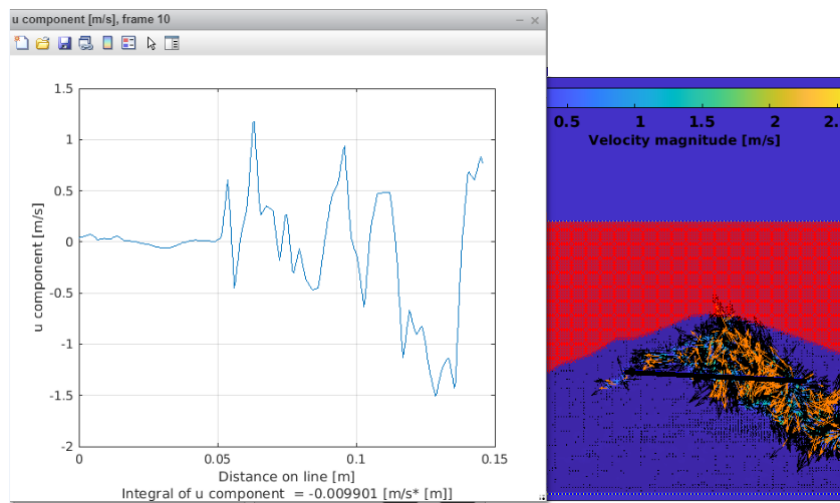 u component [m/s], frame 10
1.5
1
0.5
0
-0.5
-1
-1.5
-2
u component [m/s]
0 0.05 0.1 0.15
Distance on line [m]
Integral of u component = -0.009901 [m/s* [m]]
0.5 1 1.5 2 2.
Velocity magnitude [m/s]